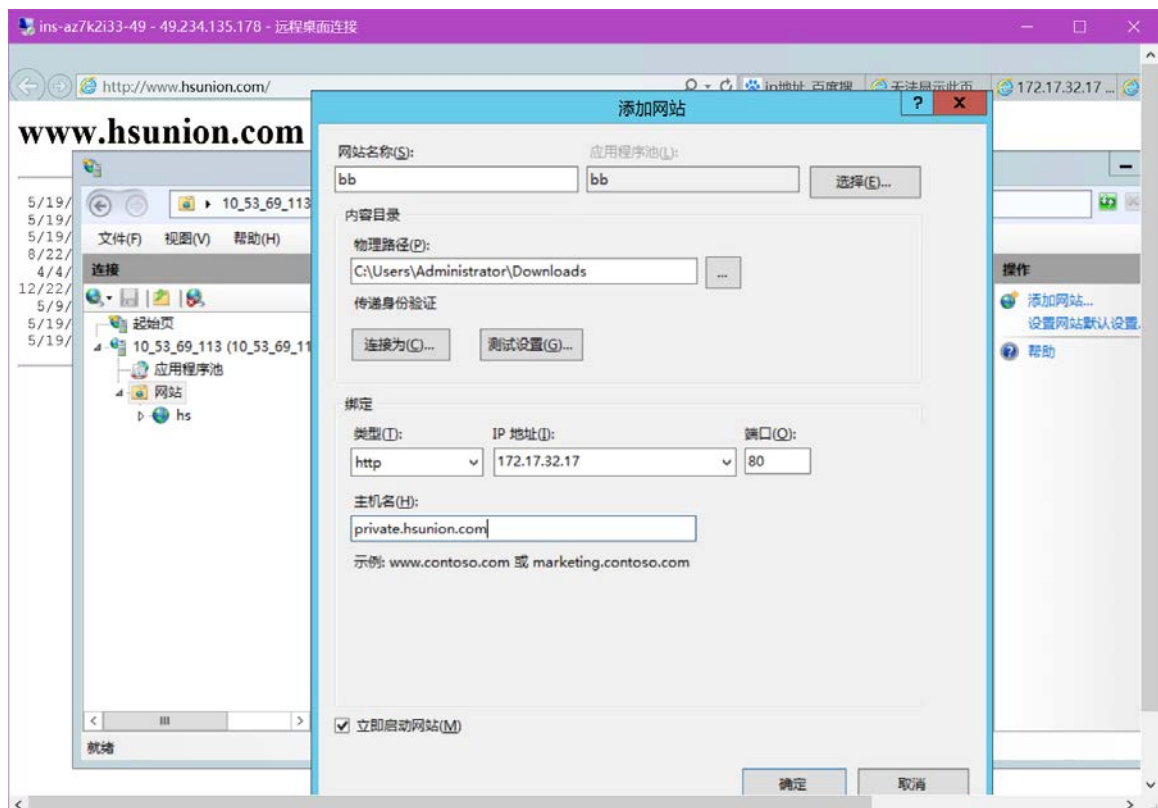 ins-az7k2i33-49 - 49.234.135.178 - 远程桌面连接
http://www.hsunion.com/
ip地址_百度搜
无法显示此页
172.17.32.17 ...
www.hsunion.com
5/19/
5/19/
5/19/
8/22/
4/4/
12/22/
5/9/
5/19/
5/19/
10_53_69_113
文件(F) 视图(V) 帮助(H)
连接
起始页
10_53_69_113 (10_53_69_11
应用程序池
网站
hs
就绪
添加网站
? X
网站名称(S): 应用程序池(L):
bb bb 选择(E)...
内容目录
物理路径(P):
C:\Users\Administrator\Downloads ...
传递身份验证
连接为(C)... 测试设置(G)...
绑定
类型(T): IP 地址(I): 端口(O):
http 172.17.32.17 80
主机名(H):
private.hsunion.com
示例: www.contoso.com 或 marketing.contoso.com
立即启动网站(M)
确定 取消
操作
添加网站...
设置网站默认设置.
帮助